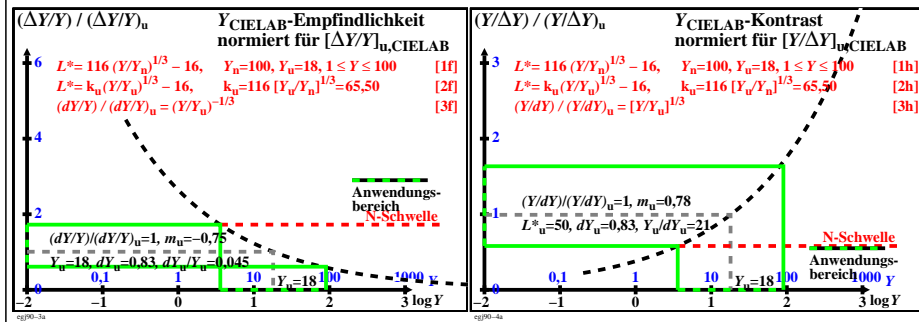 (ΔY/Y) / (ΔY/Y)u
YCIELAB-Empfindlichkeit
normiert für [ΔY/Y]u,CIELAB
L*= 116 (Y/Yn)1/3 − 16, Yn=100, Yu=18, 1 ≤ Y ≤ 100 [1f]
L*= ku(Y/Yu)1/3 − 16, ku=116 [Yu/Yn]1/3=65,50 [2f]
(dY/Y) / (dY/Y)u = (Y/Yu)−1/3 [3f]
6
4
2
0
Anwendungs-
bereich
N-Schwelle
(dY/Y)/(dY/Y)u=1, mu=−0,75
Yu=18, dYu=0,83, dYu/Yu=0,045
0,1 1 10 100 1000 Y
Yu=18
−2 −1 0 1 2 3 log Y
egj90−3a
(Y/ΔY) / (Y/ΔY)u
YCIELAB-Kontrast
normiert für [Y/ΔY]u,CIELAB
L*= 116 (Y/Yn)1/3 − 16, Yn=100, Yu=18, 1 ≤ Y ≤ 100 [1h]
L*= ku(Y/Yu)1/3 − 16, ku=116 [Yu/Yn]1/3=65,50 [2h]
(Y/dY) / (Y/dY)u = [Y/Yu]1/3 [3h]
3
2
1
0
(Y/dY)/(Y/dY)u=1, mu=0,78
L*u=50, dYu=0,83, Yu/dYu=21
N-Schwelle
Anwendungs-
bereich
0,1 1 10 100 1000 Y
Yu=18
−2 −1 0 1 2 3 log Y
egj90−4a